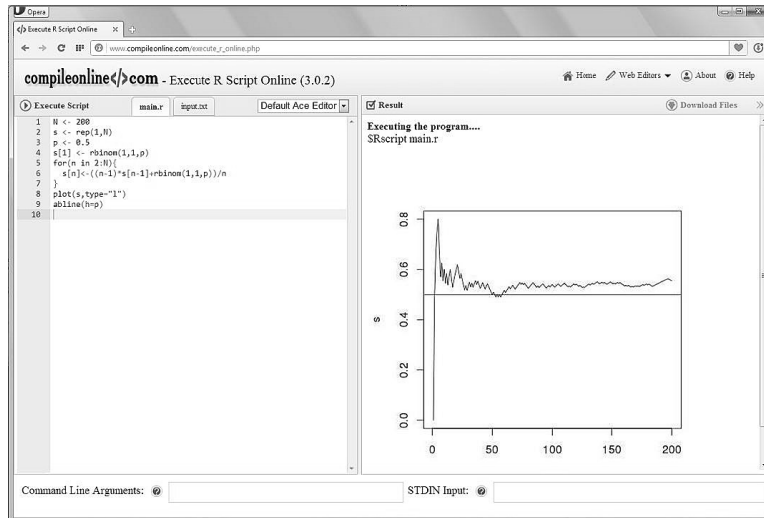 Opera
</> Execute R Script Online
www.compileonline.com/execute_r_online.php
compileonline</>com - Execute R Script Online (3.0.2)
Home Web Editors About Help
Execute Script main.r input.txt Default Ace Editor
Result Download Files
1 N <- 200
2 s <- rep(1,N)
3 p <- 0.5
4 s[1] <- rbinom(1,1,p)
5 for(n in 2:N){
6 s[n]<-((n-1)*s[n-1]+rbinom(1,1,p))/n
7 }
8 plot(s,type="l")
9 abline(h=p)
10
Executing the program....
$Rscript main.r
0.8
0.6
0.4
0.2
0.0
s
0 50 100 150 200
Command Line Arguments: STDIN Input: